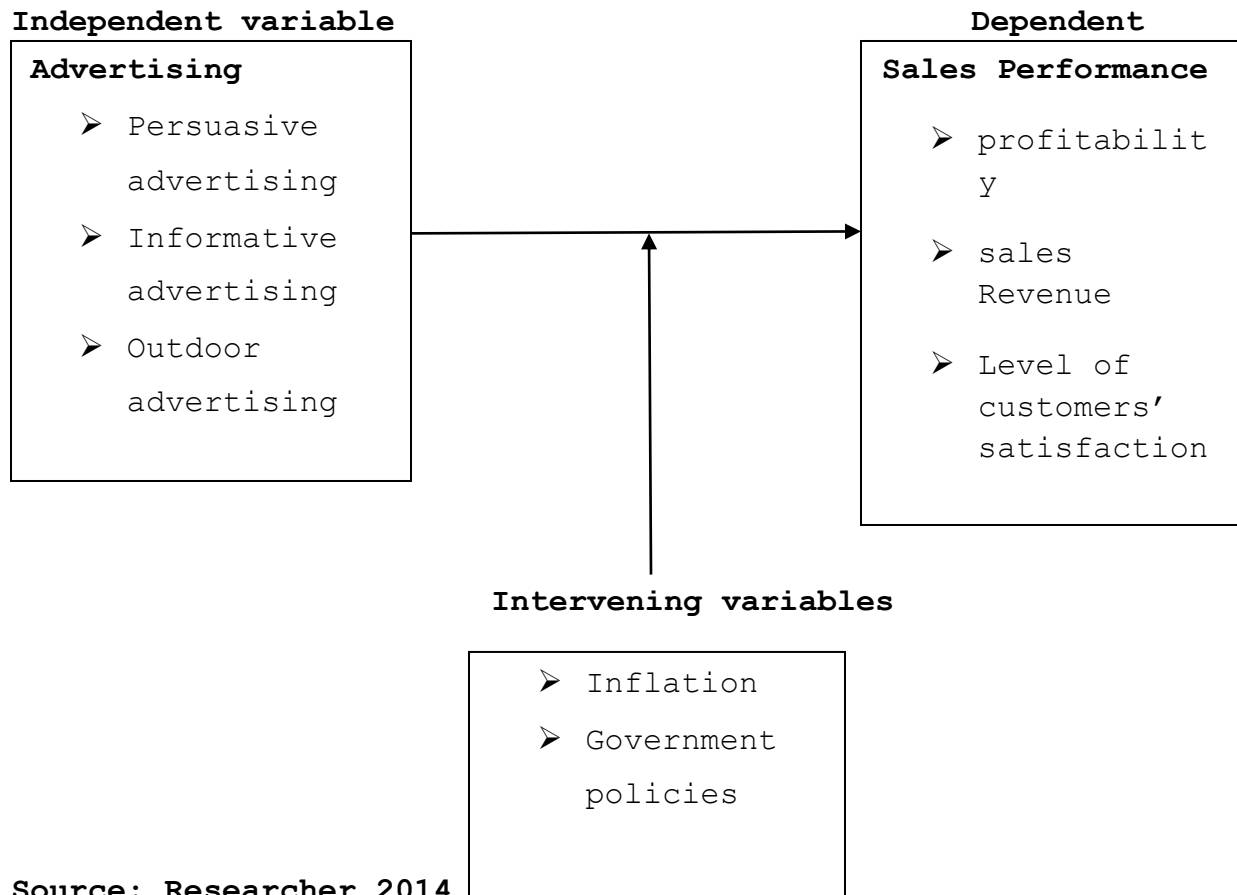 Independent variable
Dependent
Advertising
➢ Persuasive
advertising
➢ Informative
advertising
➢ Outdoor
advertising
Sales Performance
➢ profitabilit
y
➢ sales
Revenue
➢ Level of
customers’
satisfaction
Intervening variables
➢ Inflation
➢ Government
policies
Source: Researcher 2014